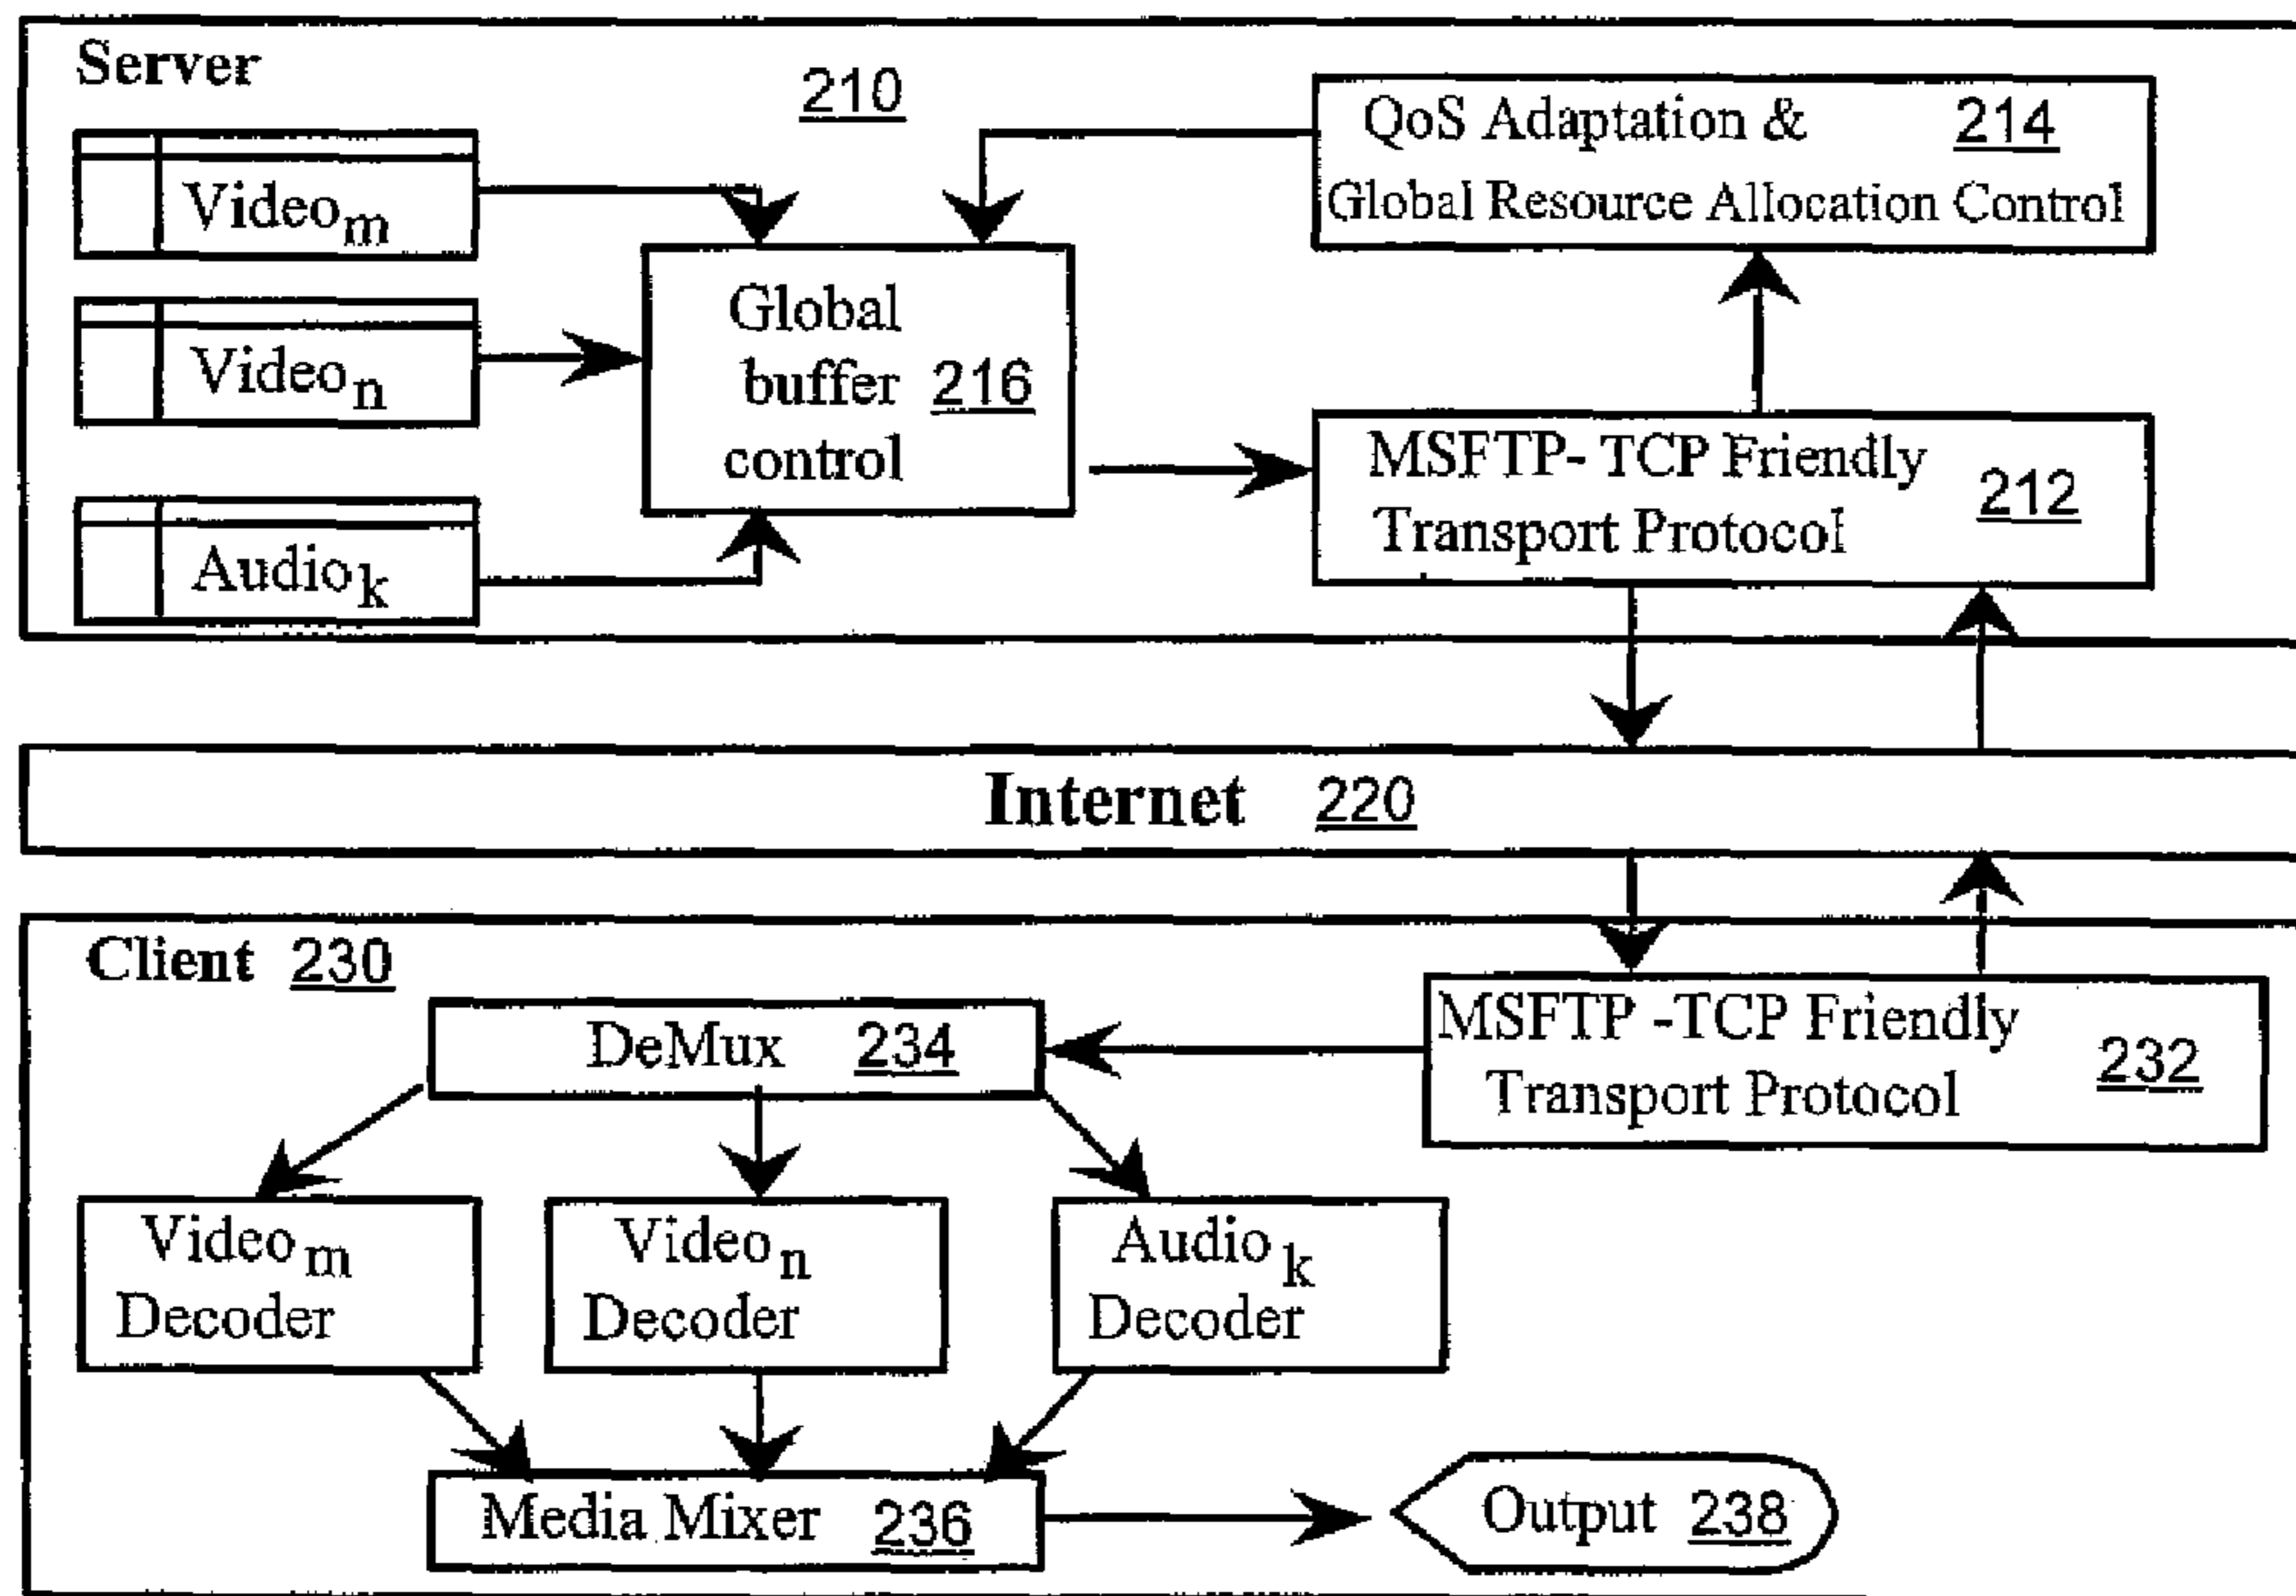 Server
210
QoS Adaptation & 214
Global Resource Allocation Control
Videom
Videon
Audiok
Global
buffer 216
control
MSFTP- TCP Friendly
Transport Protocol
212
Internet 220
Client 230
DeMux 234
MSFTP -TCP Friendly
Transport Protocol
232
Videom
Decoder
Videon
Decoder
Audiok
Decoder
Media Mixer 236
Output 238